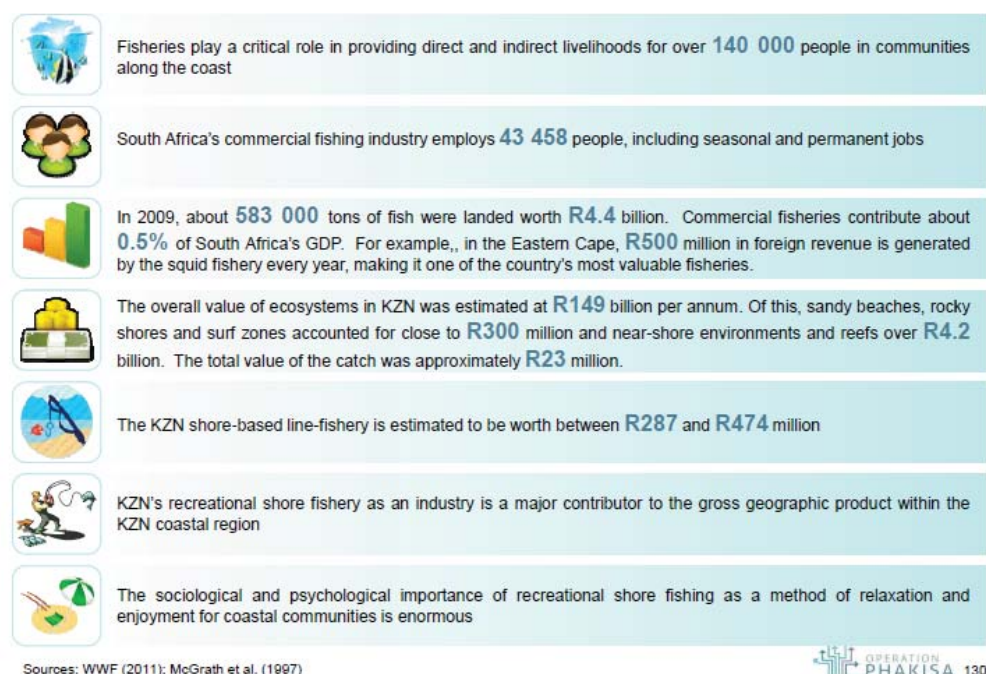 Fisheries play a critical role in providing direct and indirect livelihoods for over 140 000 people in communities
along the coast
South Africa's commercial fishing industry employs 43 458 people, including seasonal and permanent jobs
In 2009, about 583 000 tons of fish were landed worth R4.4 billion. Commercial fisheries contribute about
0.5% of South Africa's GDP. For example,, in the Eastern Cape, R500 million in foreign revenue is generated
by the squid fishery every year, making it one of the country's most valuable fisheries.
The overall value of ecosystems in KZN was estimated at R149 billion per annum. Of this, sandy beaches, rocky
shores and surf zones accounted for close to R300 million and near-shore environments and reefs over R4.2
billion. The total value of the catch was approximately R23 million.
The KZN shore-based line-fishery is estimated to be worth between R287 and R474 million
KZN's recreational shore fishery as an industry is a major contributor to the gross geographic product within the
KZN coastal region
The sociological and psychological importance of recreational shore fishing as a method of relaxation and
enjoyment for coastal communities is enormous
Sources: WWF (2011); McGrath et al. (1997)
OPERATION
PHAKISA 130